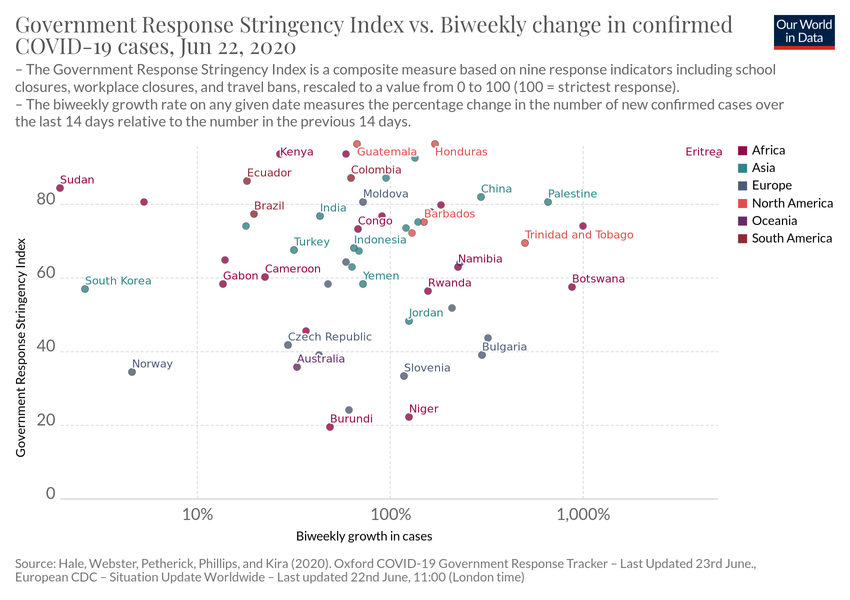 Government Response Stringency Index vs. Biweekly change in confirmed
COVID-19 cases, Jun 22, 2020
Our World
in Data
– The Government Response Stringency Index is a composite measure based on nine response indicators including school
closures, workplace closures, and travel bans, rescaled to a value from 0 to 100 (100 = strictest response).
– The biweekly growth rate on any given date measures the percentage change in the number of new confirmed cases over
the last 14 days relative to the number in the previous 14 days.
Kenya
Guatemala
Honduras
Eritrea
Sudan
Ecuador
Colombia
Moldova
China
Palestine
80
Brazil
India
Barbados
Congo
Trinidad and Tobago
Turkey
Indonesia
Namibia
60
South Korea
Gabon
Cameroon
Yemen
Rwanda
Botswana
Jordan
40
Czech Republic
Bulgaria
Norway
Australia
Slovenia
20
Burundi
Niger
0
Government Response Stringency Index
10%
100%
1,000%
Biweekly growth in cases
Africa
Asia
Europe
North America
Oceania
South America
Source: Hale, Webster, Petherick, Phillips, and Kira (2020). Oxford COVID-19 Government Response Tracker – Last Updated 23rd June.,
European CDC – Situation Update Worldwide – Last updated 22nd June, 11:00 (London time)